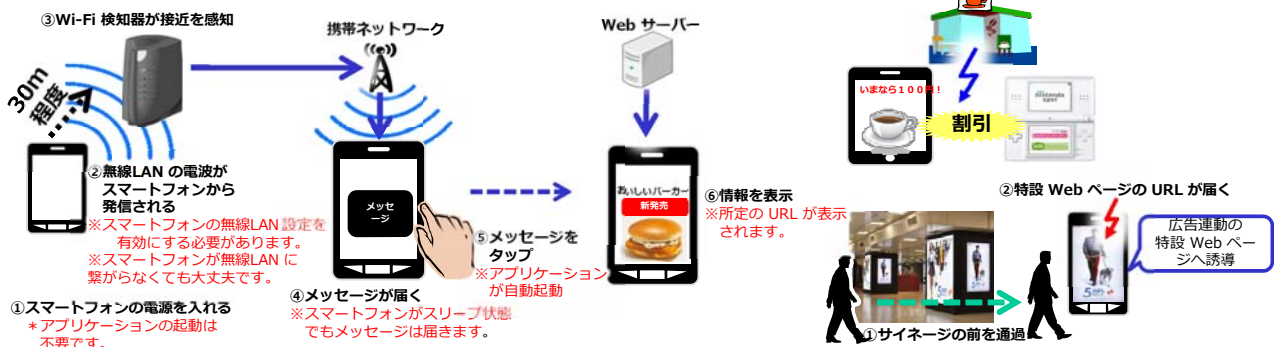 ③Wi-Fi 検知器が接近を感知
携帯ネットワーク
Web サーバー
30m
程度
②無線LAN の電波が
スマートフォンから
発信される
※スマートフォンの無線LAN 設定を
有効にする必要があります。
※スマートフォンが無線LAN に
繋がらなくても大丈夫です。
①スマートフォンの電源を入れる
＊アプリケーションの起動は
不要です。
メッセ
ージ
④メッセージが届く
※スマートフォンがスリープ状態
でもメッセージは届きます。
⑤メッセージを
タップ
※アプリケーション
が自動起動
おいしいバーガー
新発売
⑥情報を表示
※所定の URL が表示
されます。
いまなら１００円！
割引
②特設 Web ページの URL が届く
広告連動の
特設 Web ペー
ジへ誘導
①サイネージの前を通過